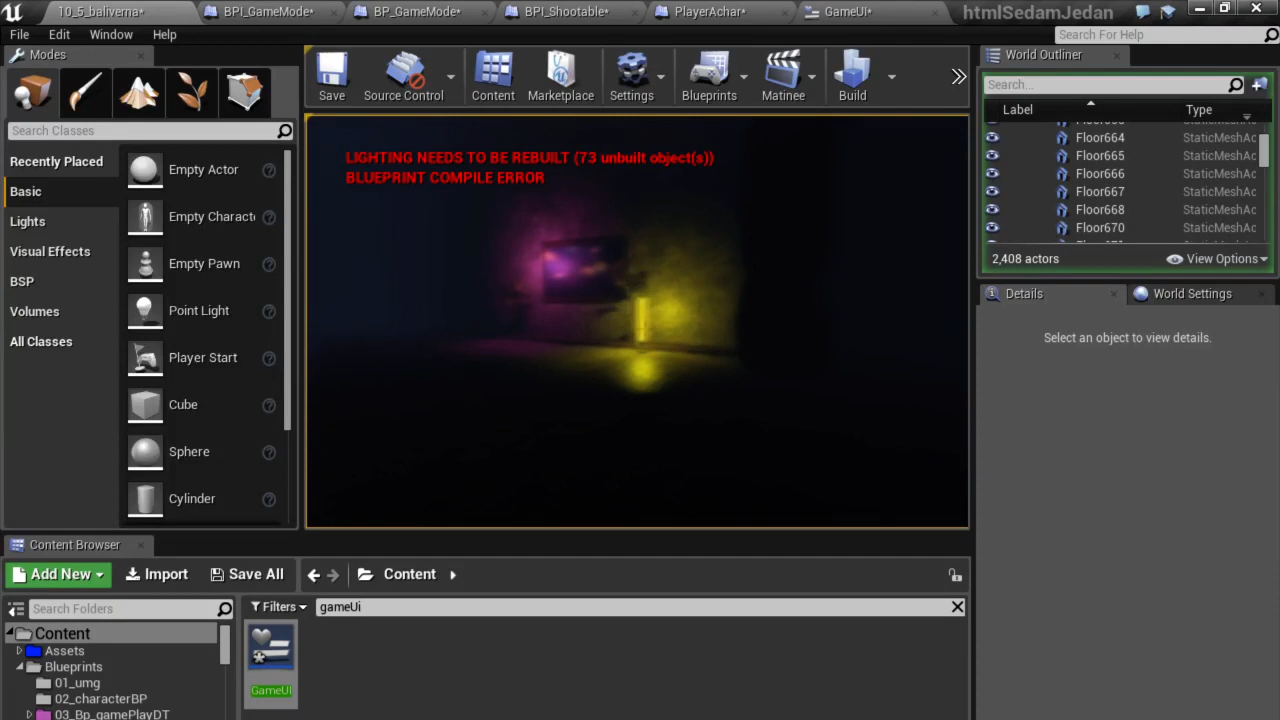 10_5_baliverna*
BPI_GameMode*
BP_GameMode*
BPI_Shootable*
PlayerAchar*
GameUI*
htmlSedamJedan
File
Edit
Window
Help
Search For Help
Modes
Search Classes
Recently Placed
Basic
Lights
Visual Effects
BSP
Volumes
All Classes
Empty Actor
Empty Charact
Empty Pawn
Point Light
Player Start
Cube
Sphere
Cylinder
Save
Source Control
Content
Marketplace
Settings
Blueprints
Matinee
Build
LIGHTING NEEDS TO BE REBUILT (73 unbuilt object(s))
BLUEPRINT COMPILE ERROR
World Outliner
Search...
Label Type
Floor664 StaticMeshAc
Floor665 StaticMeshAc
Floor666 StaticMeshAc
Floor667 StaticMeshAc
Floor668 StaticMeshAc
Floor670 StaticMeshAc
2,408 actors
View Options
Details
World Settings
Select an object to view details.
Content Browser
Add New
Import
Save All
Content
Search Folders
Filters
gameUi
Content
Assets
Blueprints
01_umg
02_characterBP
03_Bp_gamePlayDT
GameUI